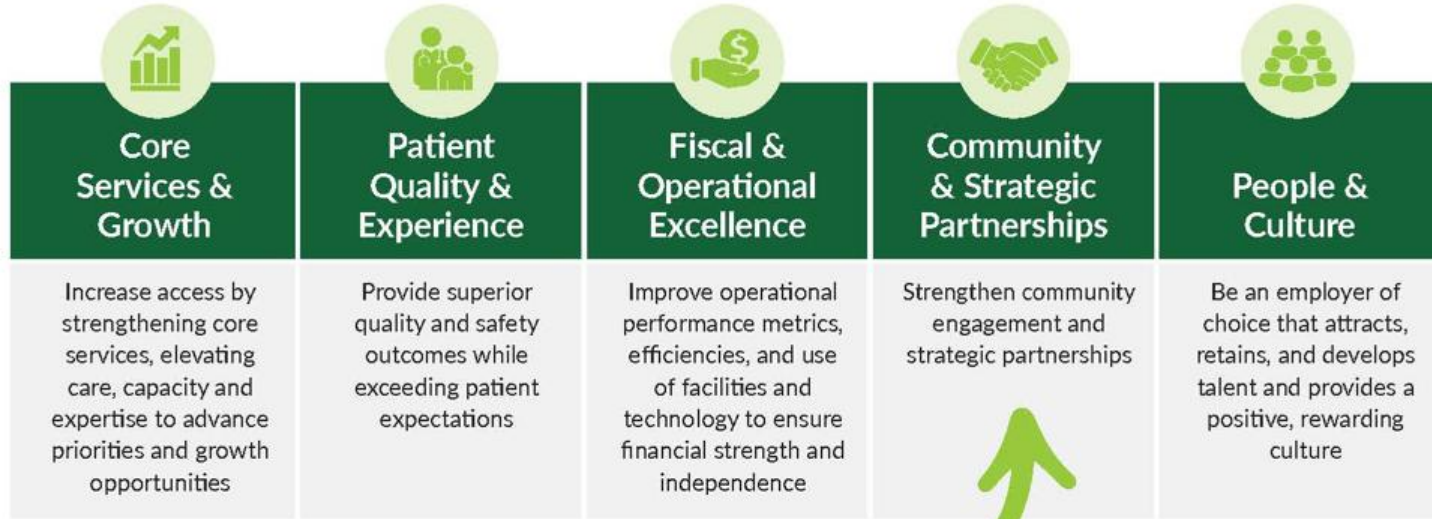 Core
Services &
Growth
Increase access by
strengthening core
services, elevating
care, capacity and
expertise to advance
priorities and growth
opportunities
Patient
Quality &
Experience
Provide superior
quality and safety
outcomes while
exceeding patient
expectations
$
Fiscal &
Operational
Excellence
Improve operational
performance metrics,
efficiencies, and use
of facilities and
technology to ensure
financial strength and
independence
Community
& Strategic
Partnerships
Strengthen community
engagement and
strategic partnerships
People &
Culture
Be an employer of
choice that attracts,
retains, and develops
talent and provides a
positive, rewarding
culture